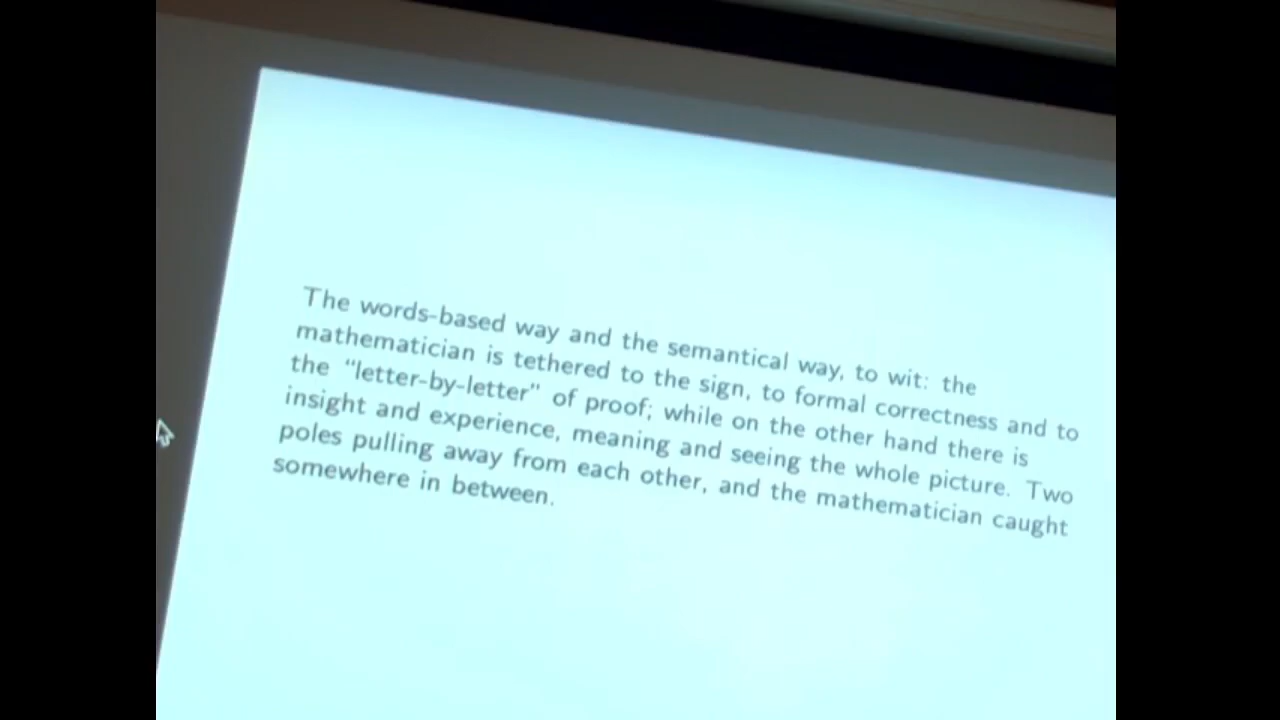 The words-based way and the semantical way, to wit: the
mathematician is tethered to the sign, to formal correctness and to
the “letter-by-letter” of proof; while on the other hand there is
insight and experience, meaning and seeing the whole picture. Two
poles pulling away from each other, and the mathematician caught
somewhere in between.